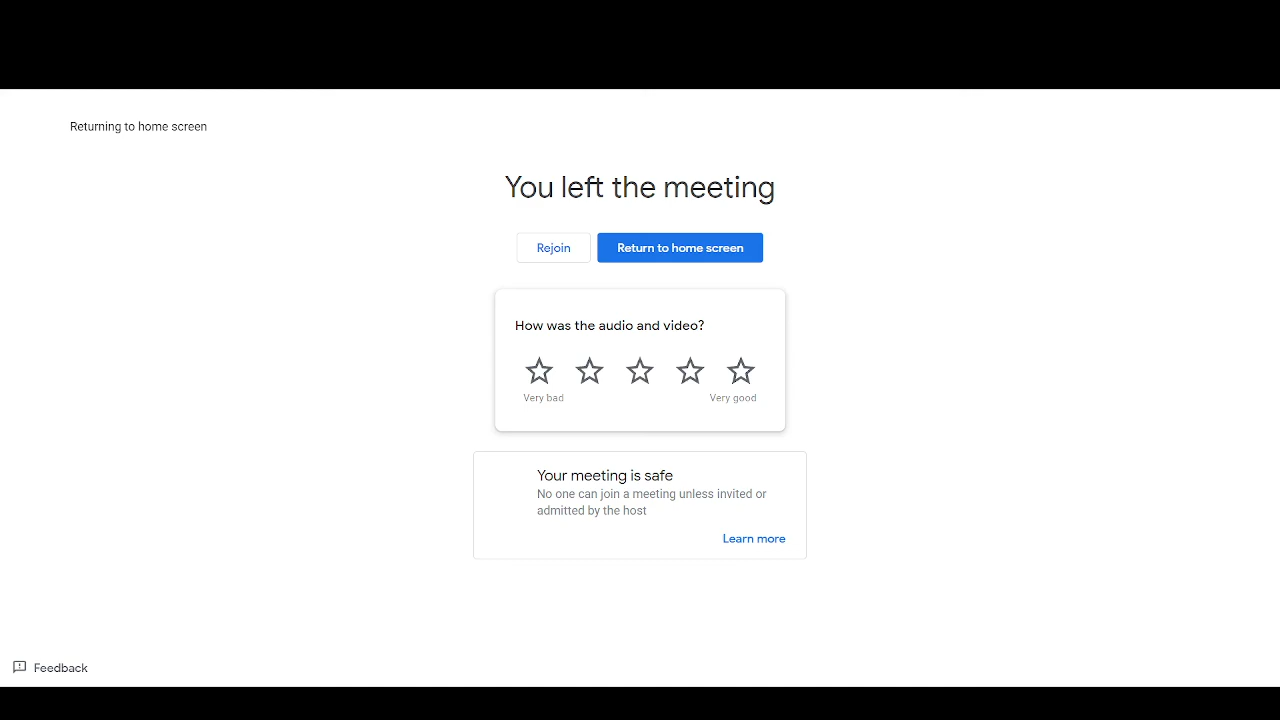 Returning to home screen
You left the meeting
Rejoin
Return to home screen
How was the audio and video?
Very bad
Very good
Your meeting is safe
No one can join a meeting unless invited or
admitted by the host
Learn more
Feedback